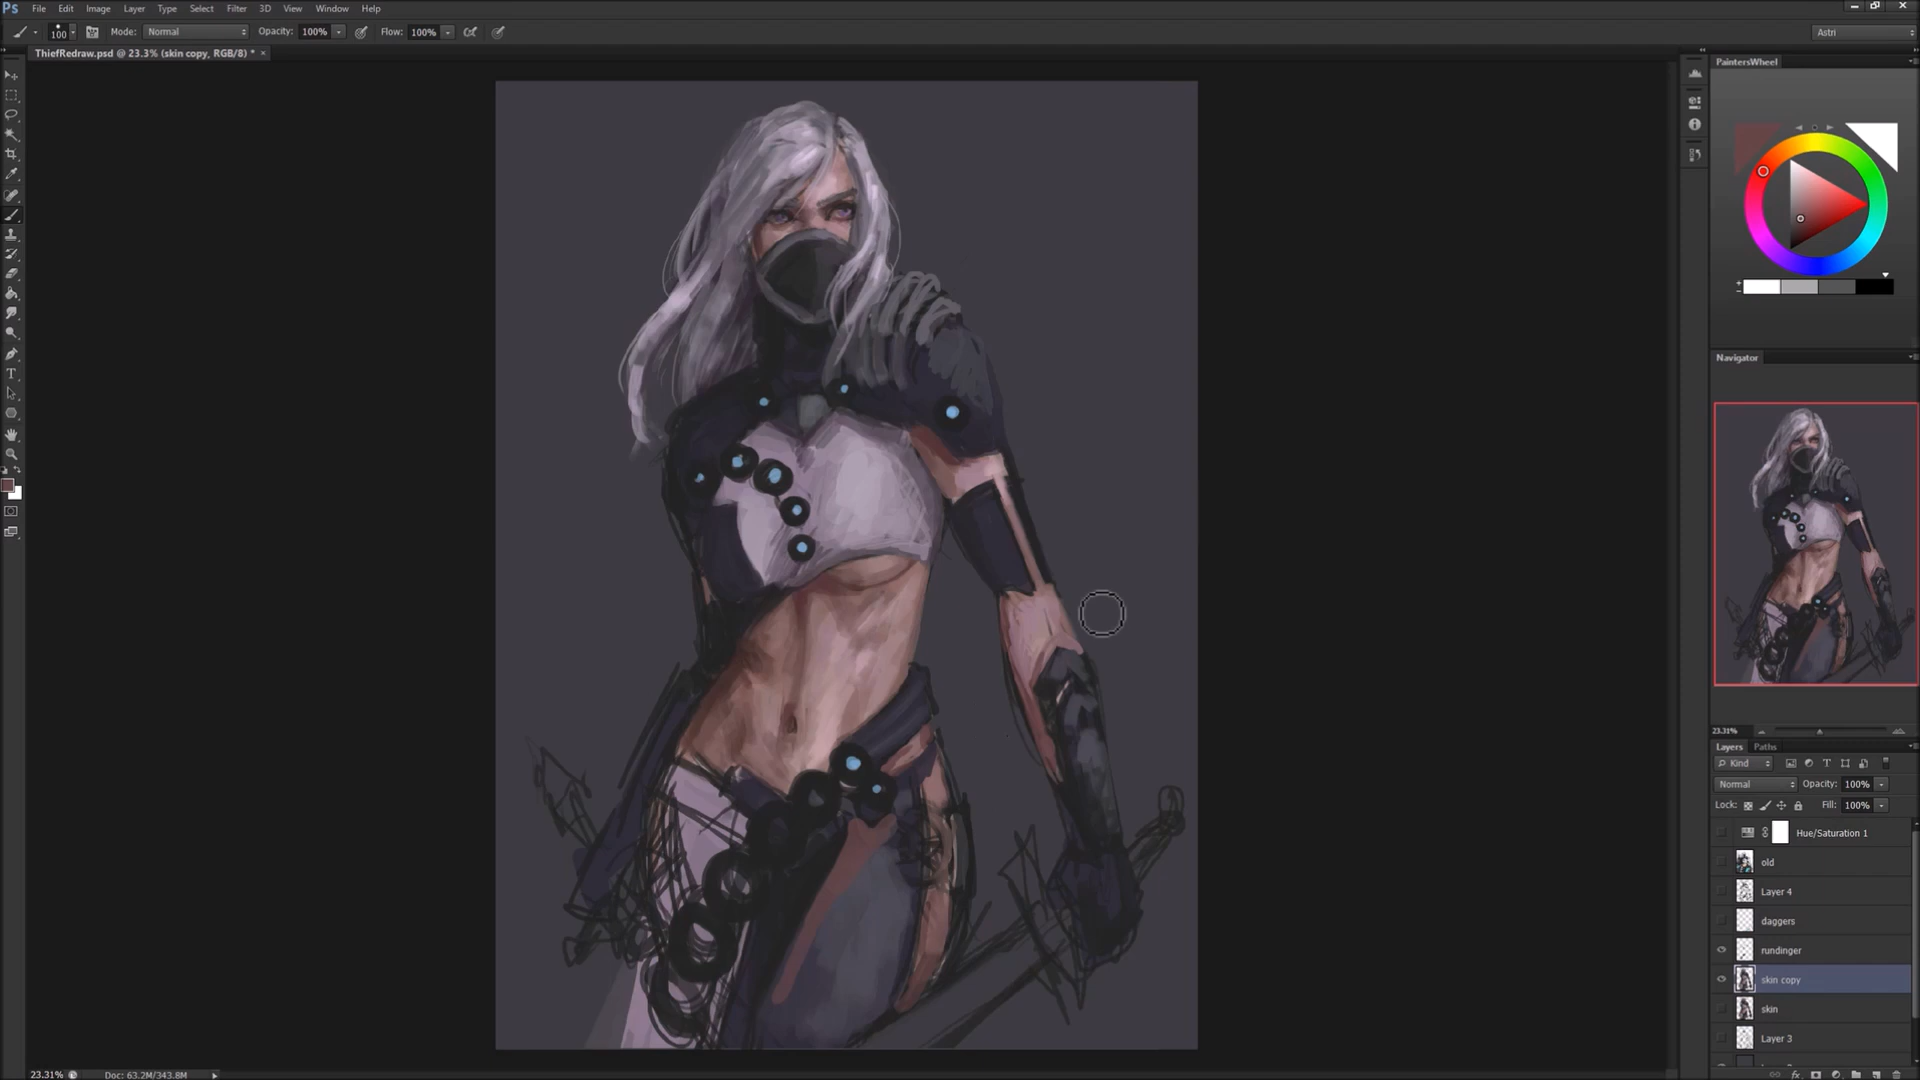 Ps File Edit Image Layer Type Select Filter 3D View Window Help
100 Mode: Normal Opacity: 100% Flow: 100% Astri
ThiefRedraw.psd @ 23.3% (skin copy, RGB/8) * ×
PaintersWheel
Navigator
23.31%
Layers Paths
Kind
Normal Opacity: 100%
Lock: Fill: 100%
Hue/Saturation 1
old
Layer 4
daggers
rundinger
skin copy
skin
Layer 3
23.31% Doc: 63.2M/343.8M